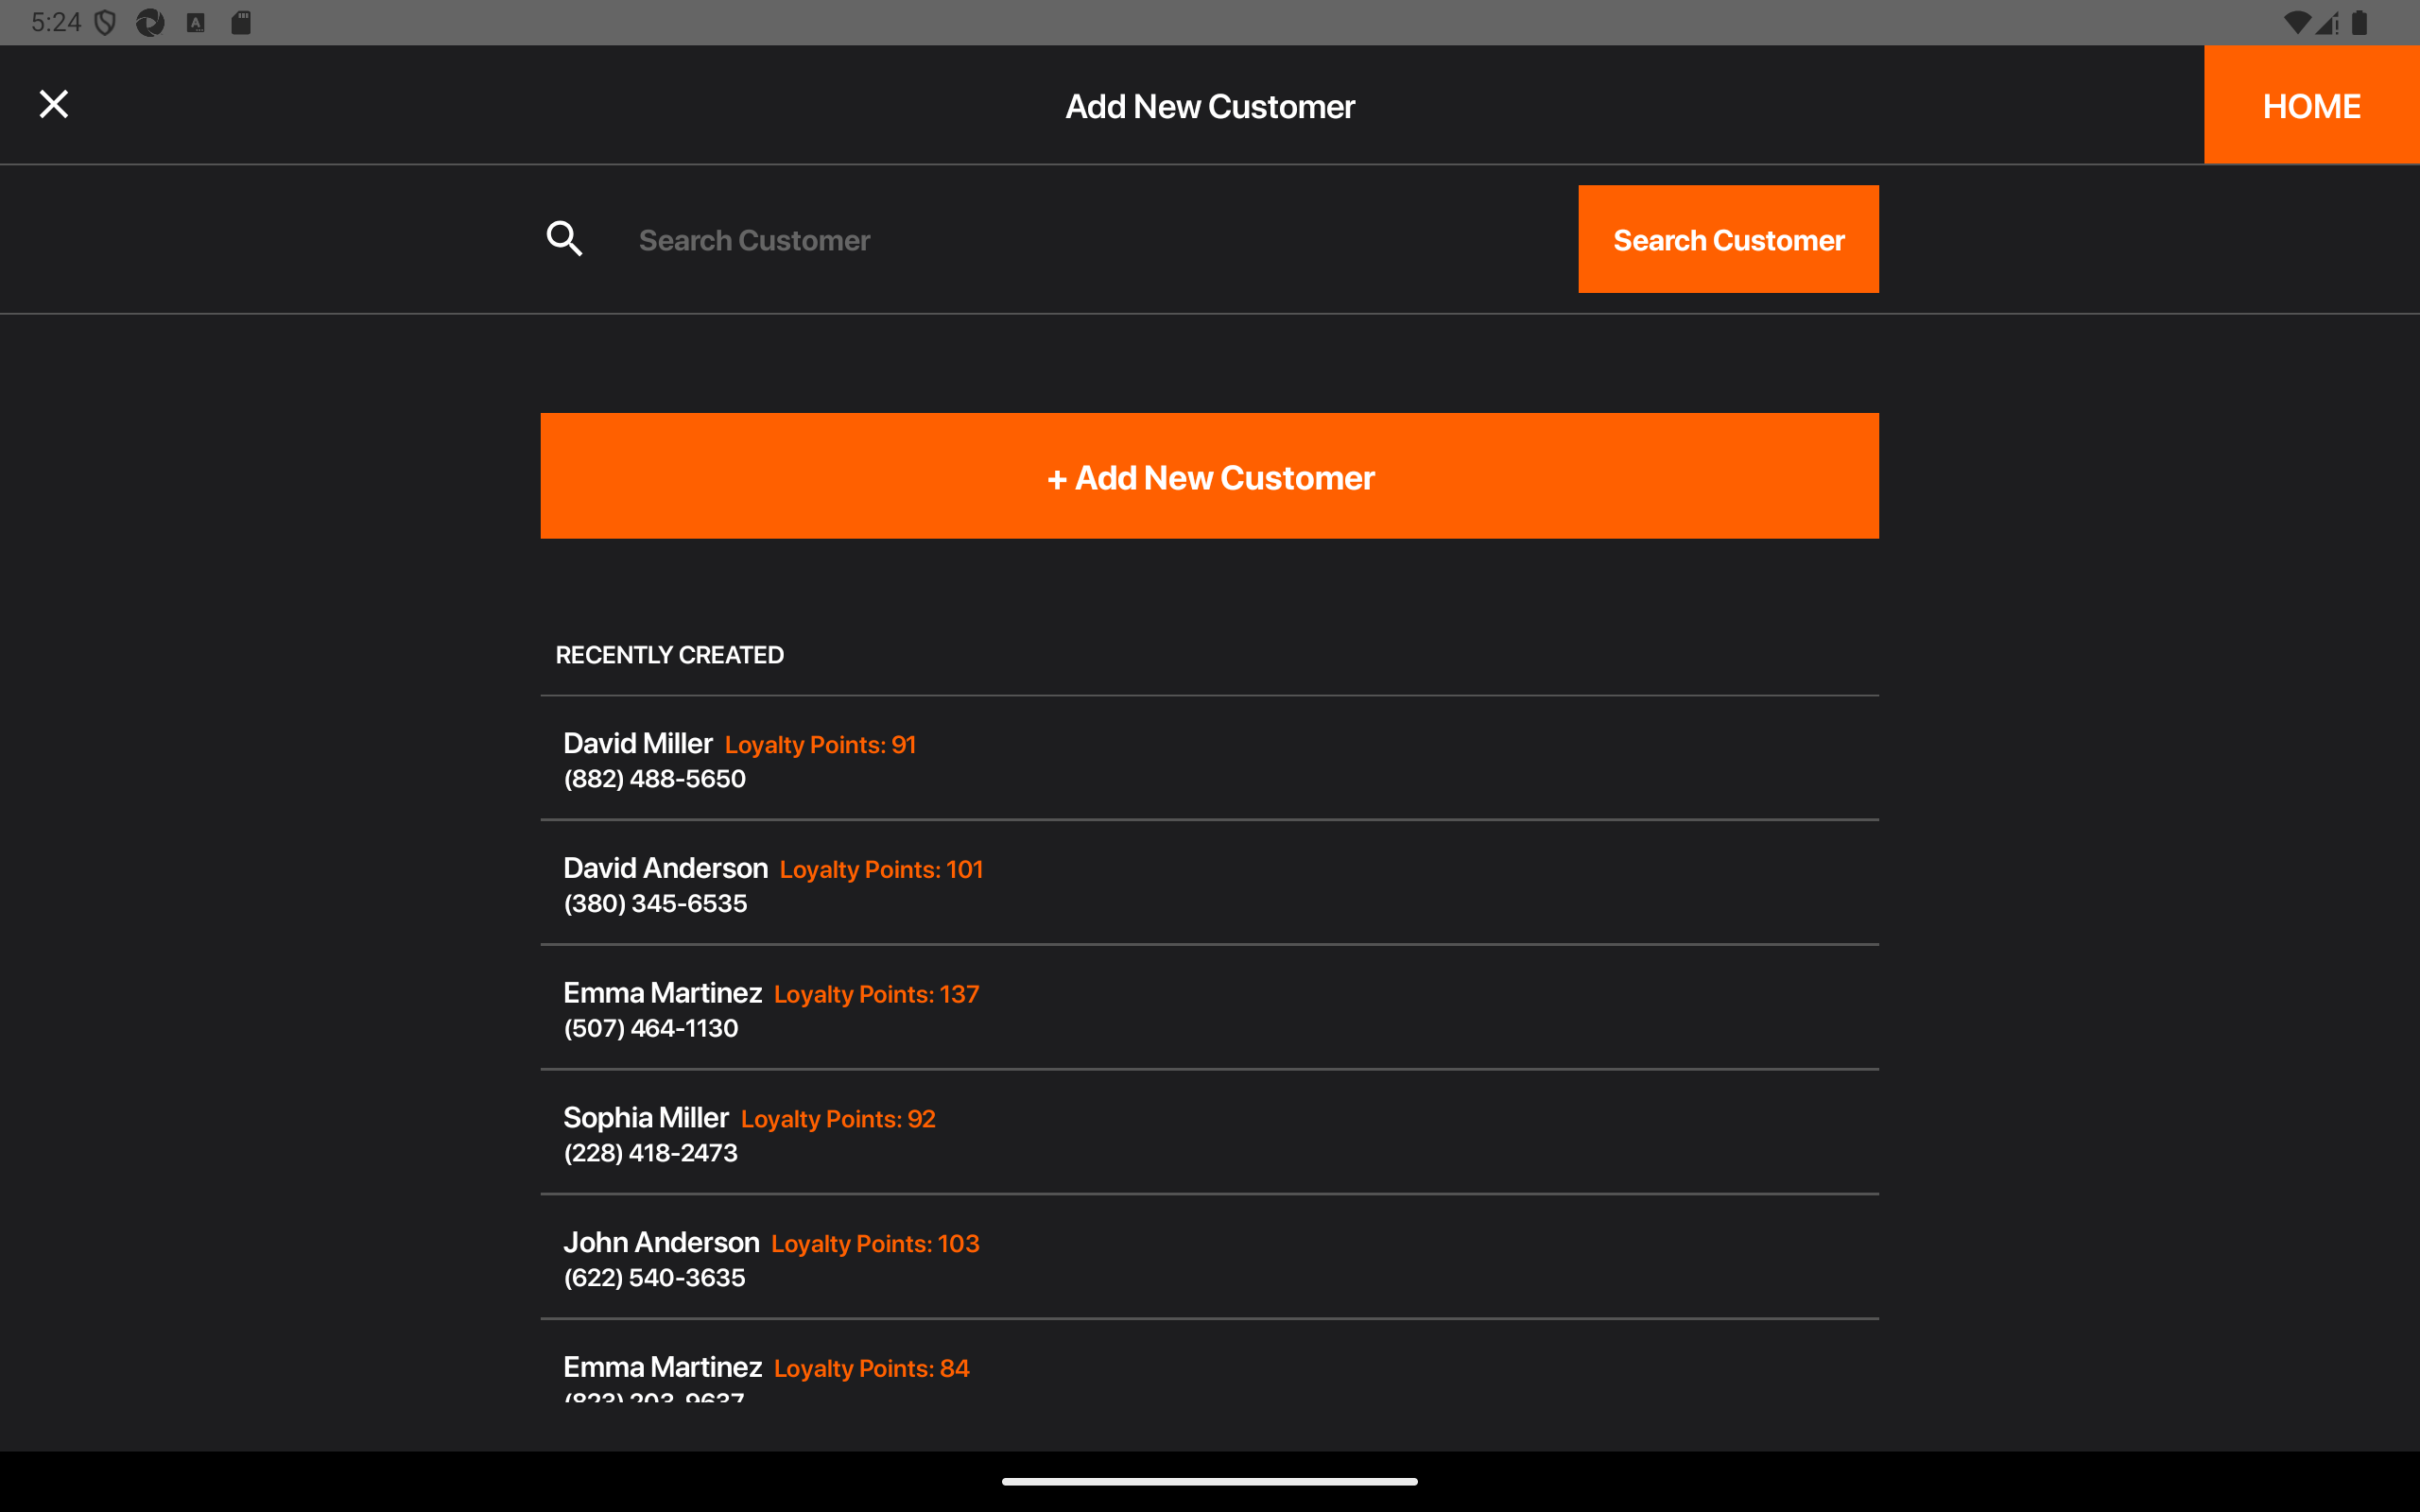 5:24
Add New Customer
HOME
Search Customer
Search Customer
+ Add New Customer
RECENTLY CREATED
David Miller Loyalty Points: 91
(882) 488-5650
David Anderson Loyalty Points: 101
(380) 345-6535
Emma Martinez Loyalty Points: 137
(507) 464-1130
Sophia Miller Loyalty Points: 92
(228) 418-2473
John Anderson Loyalty Points: 103
(622) 540-3635
Emma Martinez Loyalty Points: 84